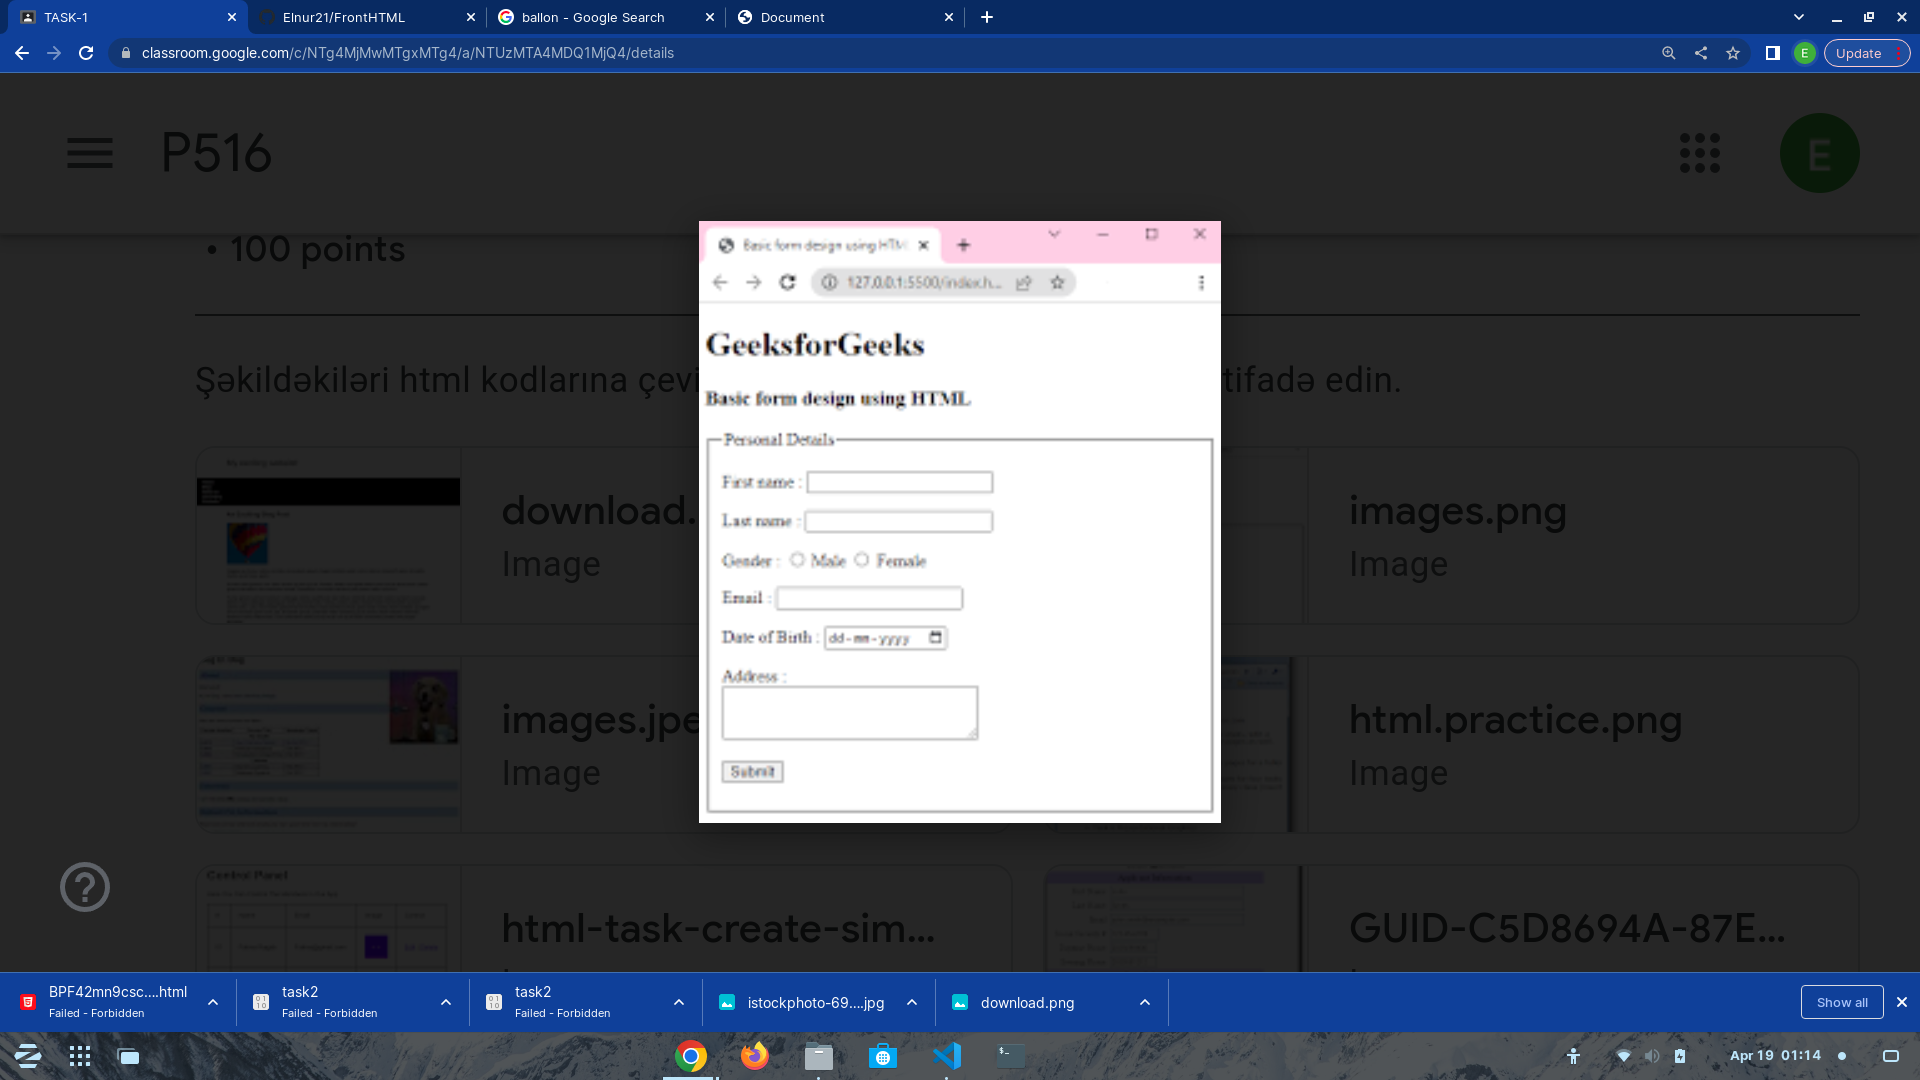 TASK-1
Elnur21/FrontHTML
ballon - Google Search
Document
classroom.google.com/c/NTg4MjMwMTgxMTg4/a/NTUzMTA4MDQ1MjQ4/details
E
Update
P516
E
• 100 points
Şəkildəkiləri html kodlarına çevi
tifadə edin.
Basic form design using HTM
127.0.0.1:5500/index.h...
GeeksforGeeks
Basic form design using HTML
Personal Details
First name :
Last name :
Gender : Male Female
Email :
Date of Birth : dd-mm-yyyy
Address :
Submit
download.
Image
images.png
Image
images.jpe
Image
html.practice.png
Image
Control Panel
html-task-create-sim...
GUID-C5D8694A-87E...
BPF42mn9csc....html
Failed - Forbidden
task2
Failed - Forbidden
task2
Failed - Forbidden
istockphoto-69....jpg
download.png
Show all
Apr 19 01:14